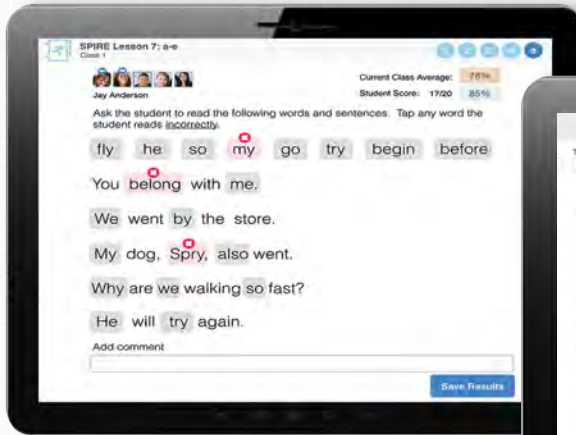 SPIRE Lesson 7: a-e
Class 1
Current Class Average: 76%
Jay Anderson
Student Score: 17/20 85%
Ask the student to read the following words and sentences. Tap any word the
student reads incorrectly.
fly he so my go try begin before
You belong with me.
We went by the store.
My dog, Spry, also went.
Why are we walking so fast?
He will try again.
Add comment
Save Results